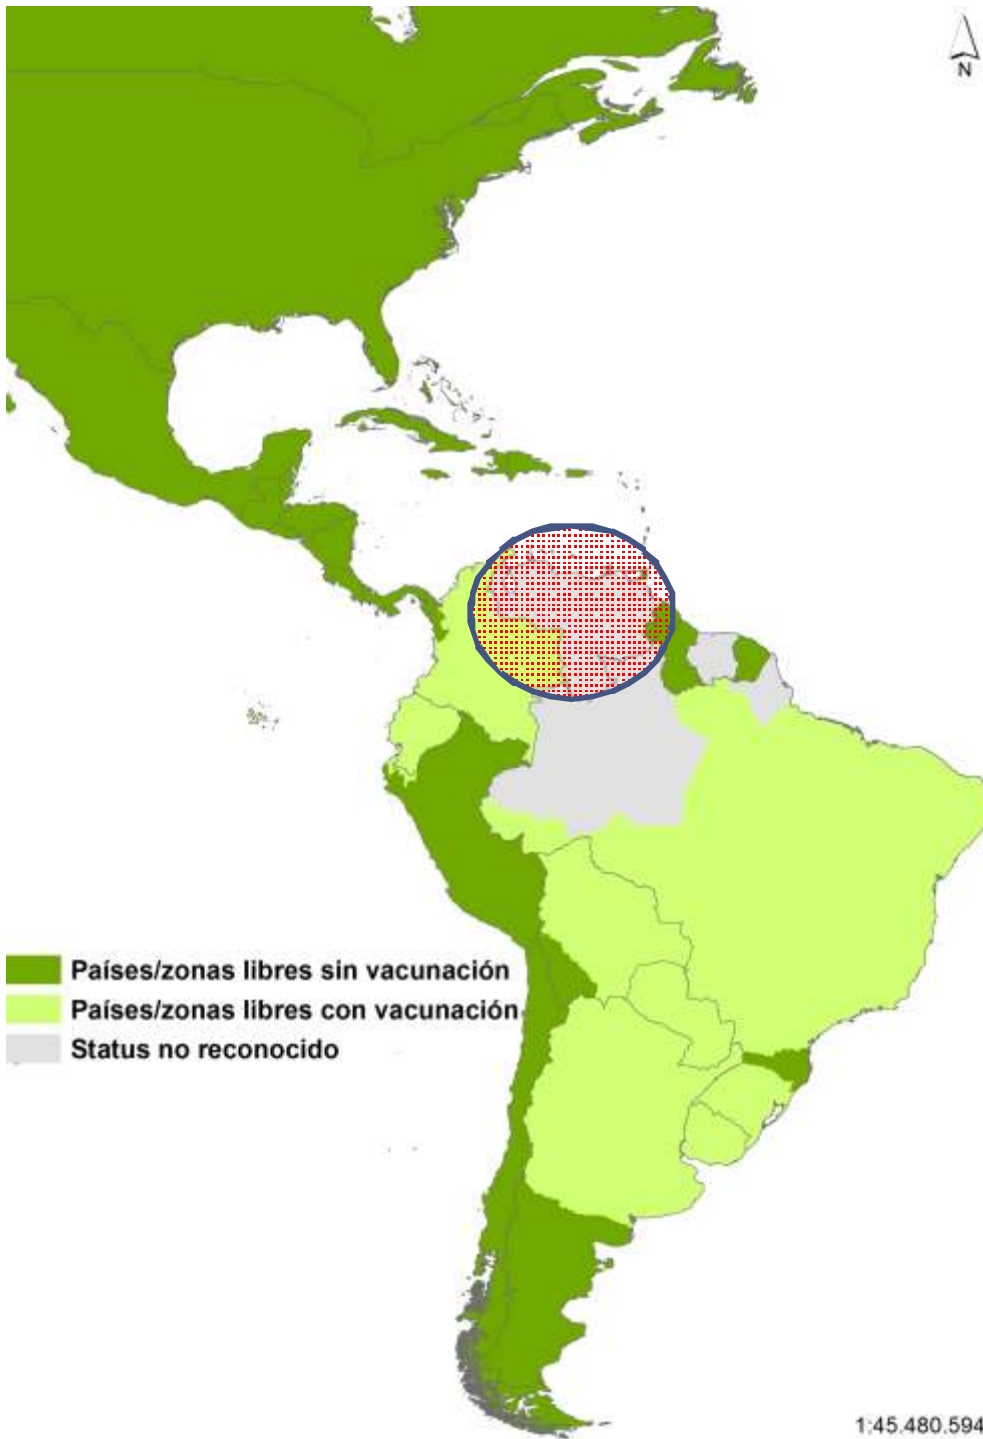 N
Países/zonas libres sin vacunación
Países/zonas libres con vacunación
Status no reconocido
1:45.480.594